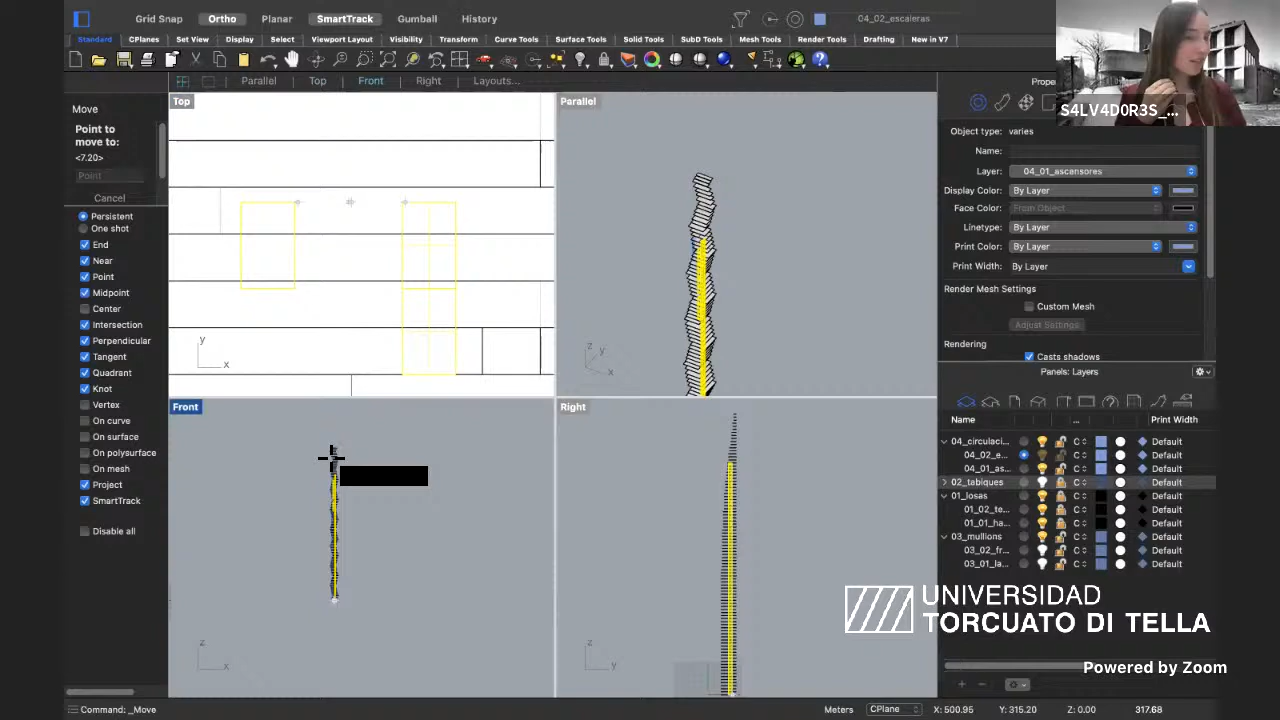 Grid Snap Ortho Planar SmartTrack Gumball History 04_02_escaleras
Standard CPlanes Set View Display Select Viewport Layout Visibility Transform Curve Tools Surface Tools Solid Tools SubD Tools Mesh Tools Render Tools Drafting New in V7
Parallel Top Front Right Layouts...
Move
Point to
move to:
<7.20>
Point
Cancel
Persistent
One shot
End
Near
Point
Midpoint
Center
Intersection
Perpendicular
Tangent
Quadrant
Knot
Vertex
On curve
On surface
On polysurface
On mesh
Project
SmartTrack
Disable all
Top
y
x
Parallel
z
y
x
Front
z
x
Right
z
y
S4LV4D0R3S_...
Object type: varies
Name:
Layer: 04_01_ascensores
Display Color: By Layer
Face Color: From Object
Linetype: By Layer
Print Color: By Layer
Print Width: By Layer
Render Mesh Settings
Custom Mesh
Adjust Settings
Rendering
Casts shadows
Panels: Layers
Name ... Print Width
04_circulaci... C Default
04_02_e... C Default
04_01_as... C Default
02_tabiques C Default
01_losas C Default
01_02_te... C Default
01_01_ha... C Default
03_mullions C Default
03_02_fr... C Default
03_01_la... C Default
UNIVERSIDAD
TORCUATO DI TELLA
Powered by Zoom
Command: _Move Meters CPlane X: 500.95 Y: 315.20 Z: 0.00 317.68